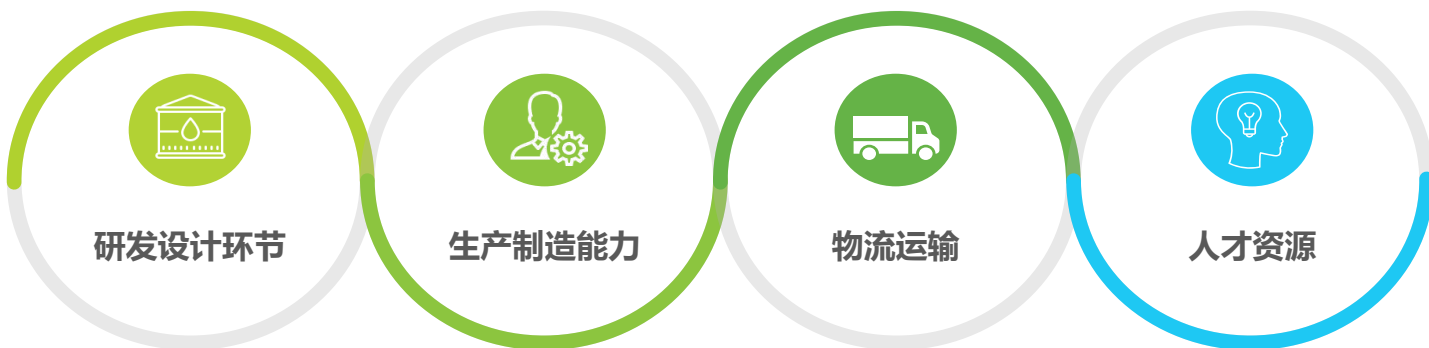 研发设计环节
生产制造能力
物流运输
人才资源